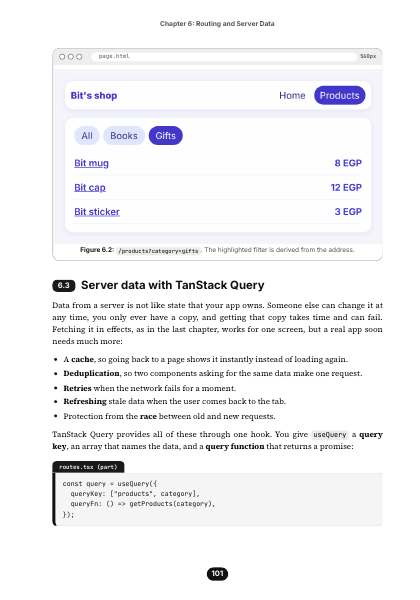 Chapter 6: Routing and Server Data
page.html
560px
Bit's shop
Home
Products
All
Books
Gifts
Bit mug
8 EGP
Bit cap
12 EGP
Bit sticker
3 EGP
Figure 6.2: /products?category=gifts. The highlighted filter is derived from the address.
6.3 Server data with TanStack Query
Data from a server is not like state that your app owns. Someone else can change it at
any time, you only ever have a copy, and getting that copy takes time and can fail.
Fetching it in effects, as in the last chapter, works for one screen, but a real app soon
needs much more:
• A cache, so going back to a page shows it instantly instead of loading again.
• Deduplication, so two components asking for the same data make one request.
• Retries when the network fails for a moment.
• Refreshing stale data when the user comes back to the tab.
• Protection from the race between old and new requests.
TanStack Query provides all of these through one hook. You give useQuery a query
key, an array that names the data, and a query function that returns a promise:
routes.tsx (part)
const query = useQuery({
  queryKey: ["products", category],
  queryFn: () => getProducts(category),
});
101